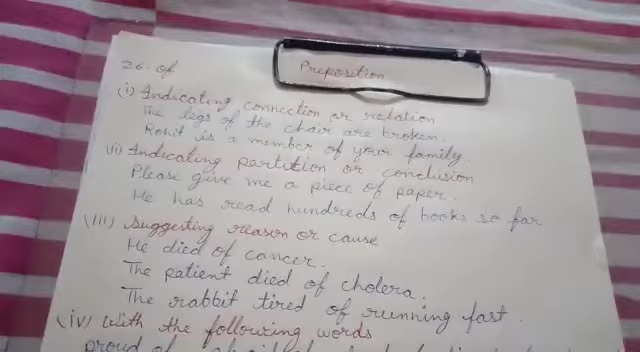 Preposition
26. of
(i) Indicating connection or relation
The legs of the chair are broken.
Rohit is a member of your family.
(ii) Indicating partition or conclusion
Please give me a piece of paper.
He has read hundreds of books so far
(iii) Suggesting reason or cause
He died of cancer.
The patient died of cholera.
The rabbit tired of running fast.
(iv) With the following words
proud of